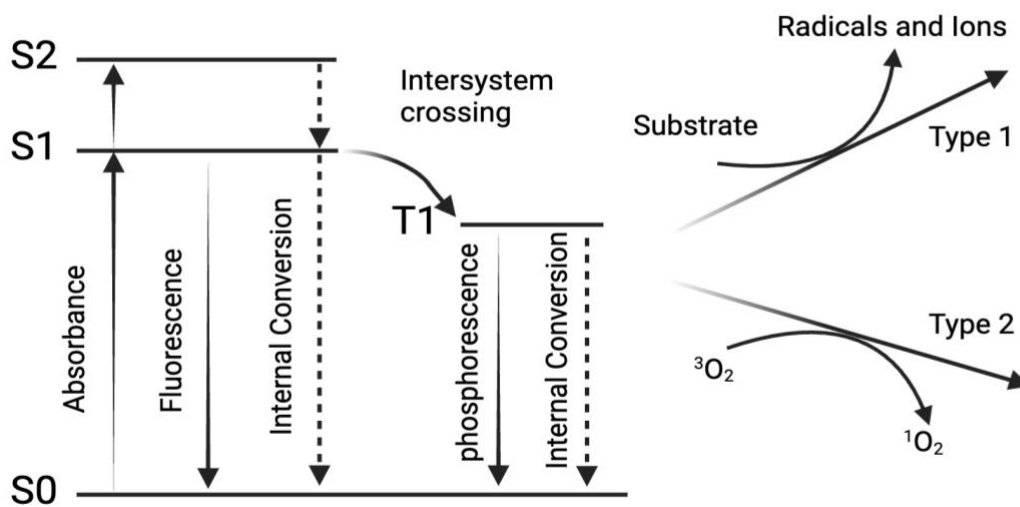 S2
S1
S0
Absorbance
Fluorescence
Internal Conversion
Intersystem
crossing
T1
phosphorescence
Internal Conversion
Radicals and Ions
Substrate
Type 1
Type 2
³O₂
¹O₂